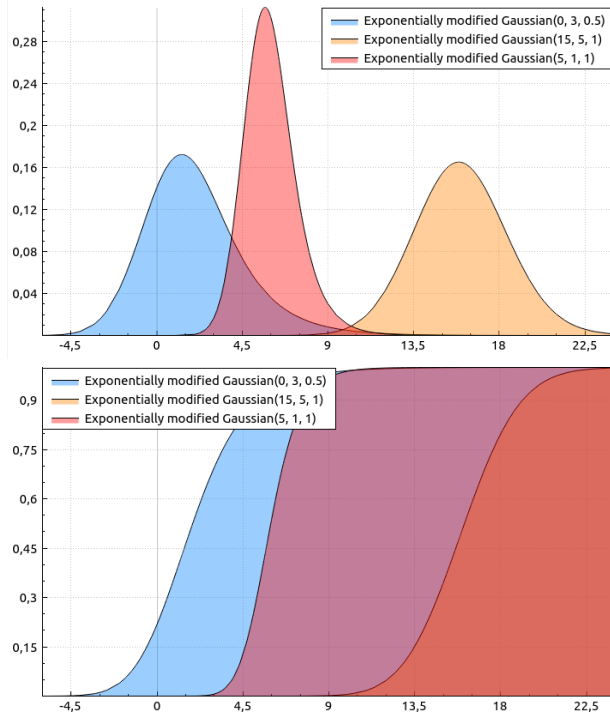 Exponentially modified Gaussian(0, 3, 0.5)
Exponentially modified Gaussian(15, 5, 1)
Exponentially modified Gaussian(5, 1, 1)
0,28
0,24
0,2
0,16
0,12
0,08
0,04
-4,5 0 4,5 9 13,5 18 22,5
Exponentially modified Gaussian(0, 3, 0.5)
Exponentially modified Gaussian(15, 5, 1)
Exponentially modified Gaussian(5, 1, 1)
0,9
0,75
0,6
0,45
0,3
0,15
-4,5 0 4,5 9 13,5 18 22,5